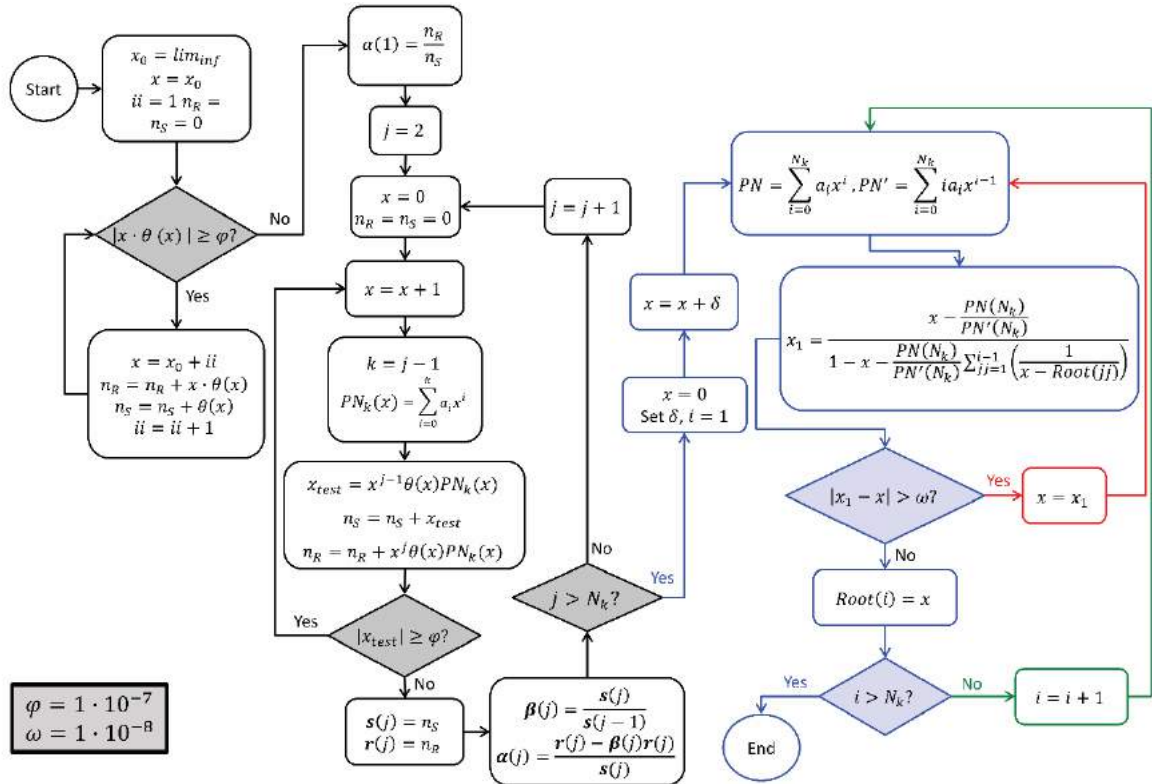 Start
x₀ = lim_inf
x = x₀
ii = 1 n_R =
n_S = 0
|x · θ (x) | ≥ φ?
No
Yes
x = x₀ + ii
n_R = n_R + x · θ(x)
n_S = n_S + θ(x)
ii = ii + 1
α(1) = n_R / n_S
j = 2
x = 0
n_R = n_S = 0
j = j + 1
x = x + 1
k = j − 1
PN_k(x) = ∑_{i=0}^{k} a_i x^i
x_test = x^{j−1}θ(x)PN_k(x)
n_S = n_S + x_test
n_R = n_R + x^jθ(x)PN_k(x)
Yes
|x_test| ≥ φ?
No
s(j) = n_S
r(j) = n_R
β(j) = s(j) / s(j − 1)
α(j) = r(j) − β(j)r(j) / s(j)
j > N_k?
No
Yes
x = 0
Set δ, i = 1
x = x + δ
PN = ∑_{i=0}^{N_k} a_i x^i , PN′ = ∑_{i=0}^{N_k} ia_i x^{i−1}
x₁ = x − PN(N_k) / PN′(N_k) / 1 − x − PN(N_k) / PN′(N_k) ∑_{jj=1}^{i−1} (1 / x − Root(jj))
|x₁ − x| > ω?
Yes
x = x₁
No
Root(i) = x
i > N_k?
Yes
No
i = i + 1
End
φ = 1 · 10⁻⁷
ω = 1 · 10⁻⁸